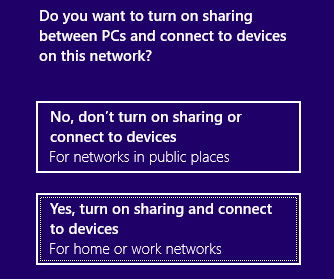 Do you want to turn on sharing
between PCs and connect to devices
on this network?
No, don't turn on sharing or
connect to devices
For networks in public places
Yes, turn on sharing and connect
to devices
For home or work networks